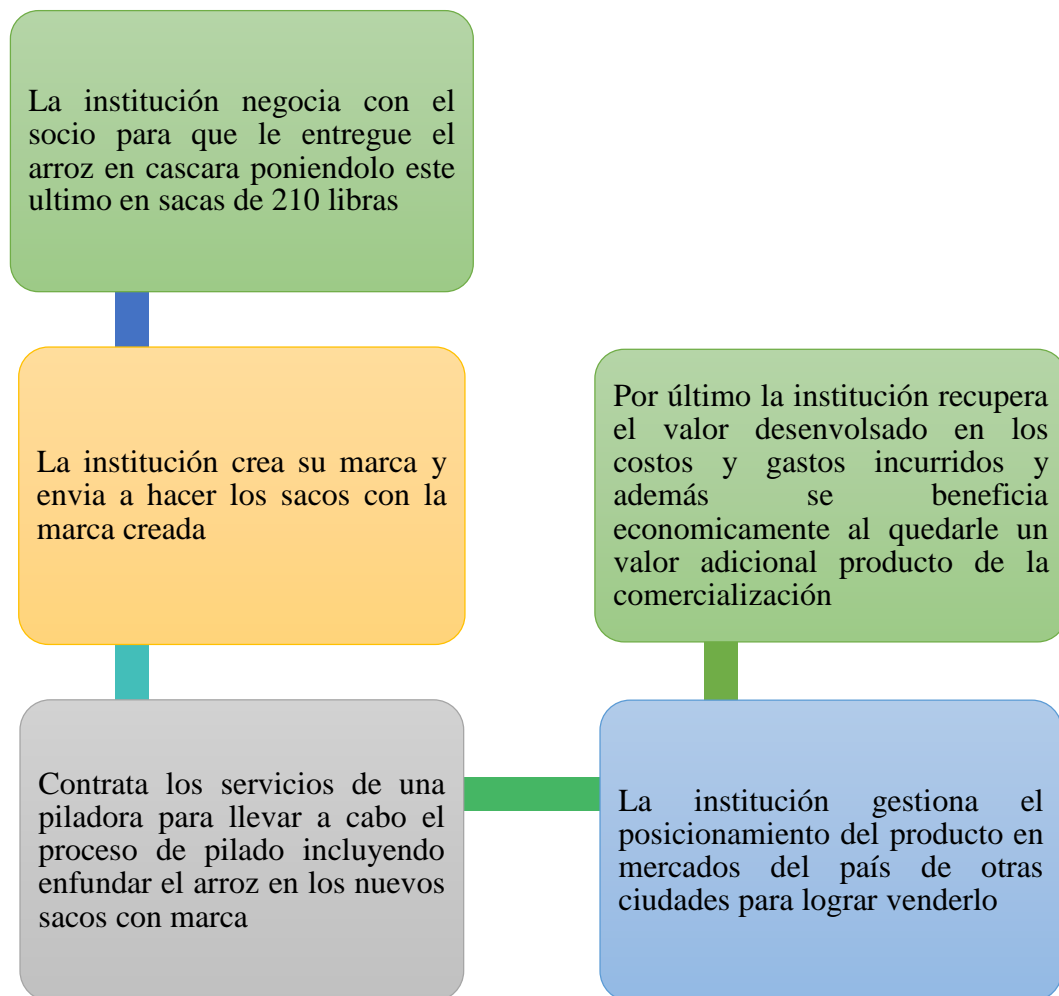 La institución negocia con el
socio para que le entregue el
arroz en cascara poniendolo este
ultimo en sacas de 210 libras
La institución crea su marca y
envia a hacer los sacos con la
marca creada
Contrata los servicios de una
piladora para llevar a cabo el
proceso de pilado incluyendo
enfundar el arroz en los nuevos
sacos con marca
La institución gestiona el
posicionamiento del producto en
mercados del país de otras
ciudades para lograr venderlo
Por último la institución recupera
el valor desenvolsado en los
costos y gastos incurridos y
además se beneficia
economicamente al quedarle un
valor adicional producto de la
comercialización